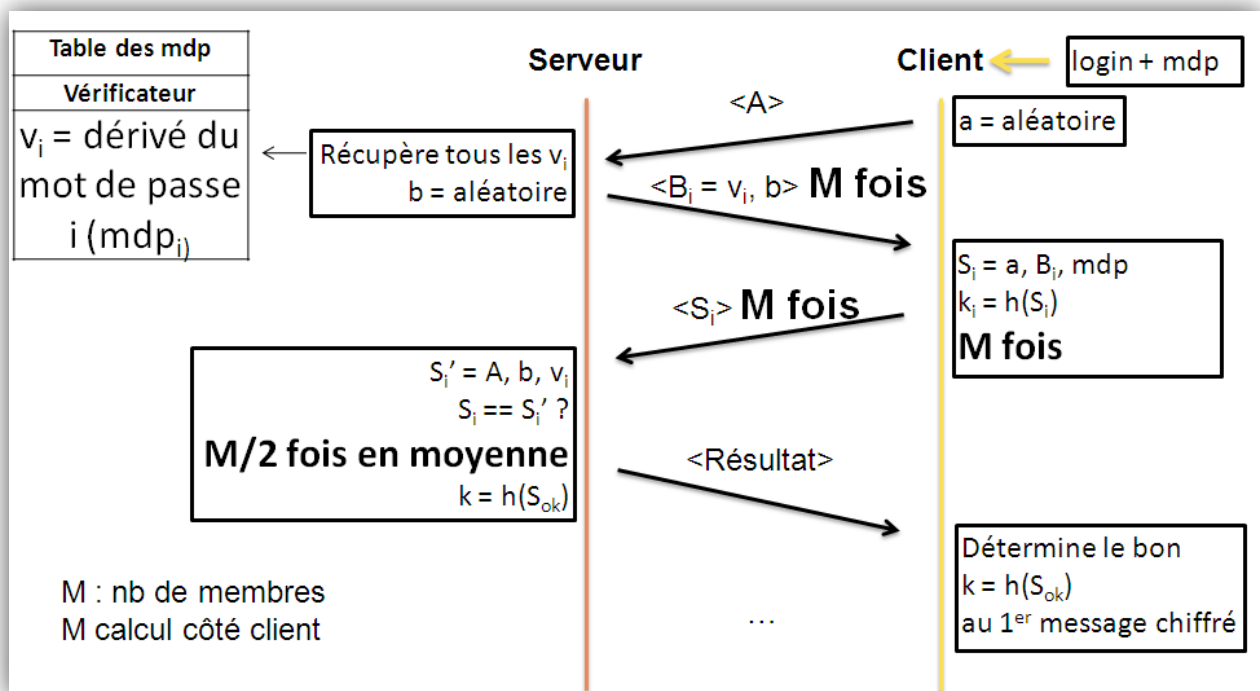 Table des mdp
Vérificateur
vi = dérivé du
mot de passe
i (mdpi)
Serveur
Client
login + mdp
<A>
a = aléatoire
Récupère tous les vi
b = aléatoire
<Bi = vi, b> M fois
Si = a, Bi, mdp
ki = h(Si)
M fois
<Si> M fois
Si’ = A, b, vi
Si == Si’ ?
M/2 fois en moyenne
k = h(Sok)
<Résultat>
Détermine le bon
k = h(Sok)
au 1er message chiffré
M : nb de membres
M calcul côté client
…